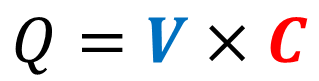 Q = V × C